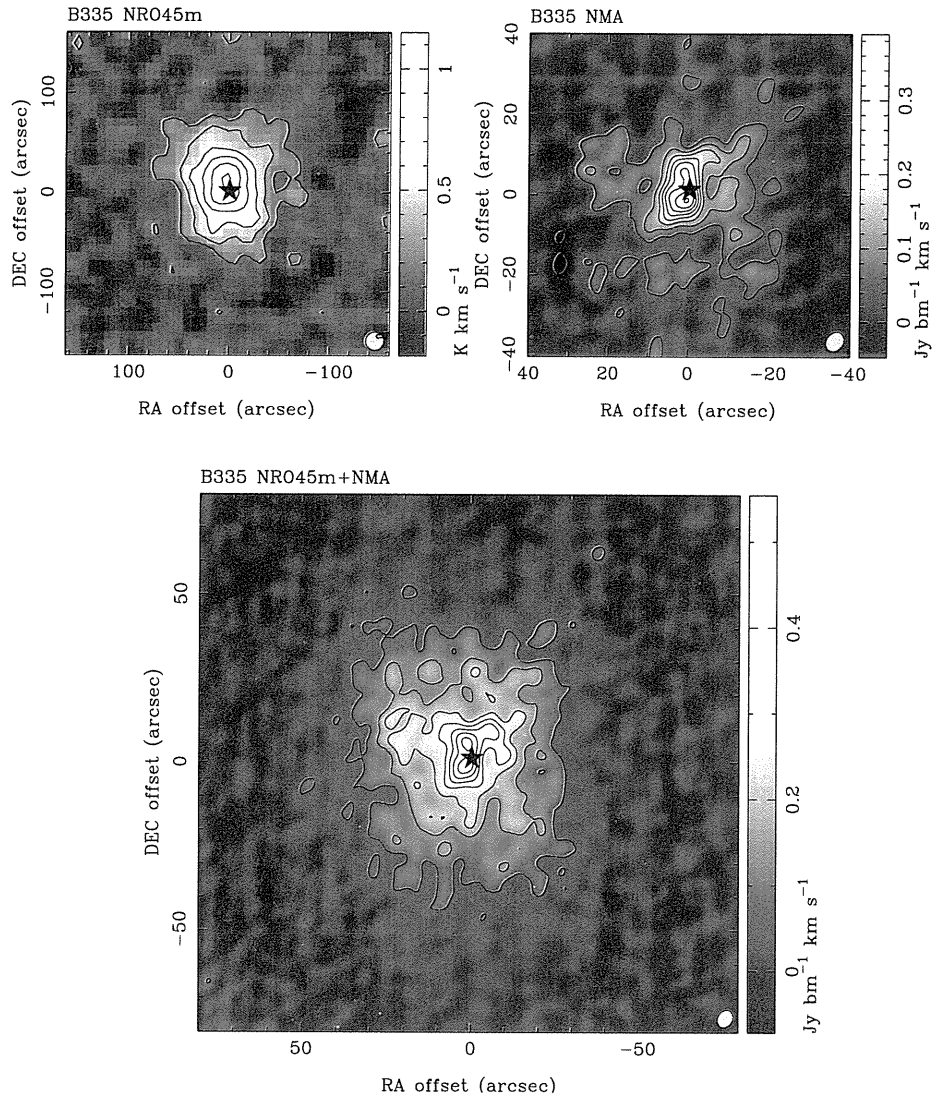 B335 NRO45m
100
0
−100
DEC offset (arcsec)
100 0 −100
RA offset (arcsec)
1
0.5
0
K km s⁻¹
B335 NMA
40
20
0
−20
−40
DEC offset (arcsec)
40 20 0 −20 −40
RA offset (arcsec)
0.3
0.2
0.1
0
Jy bm⁻¹ km s⁻¹
B335 NRO45m+NMA
50
0
−50
DEC offset (arcsec)
50 0 −50
RA offset (arcsec)
0.4
0.2
0
Jy bm⁻¹ km s⁻¹